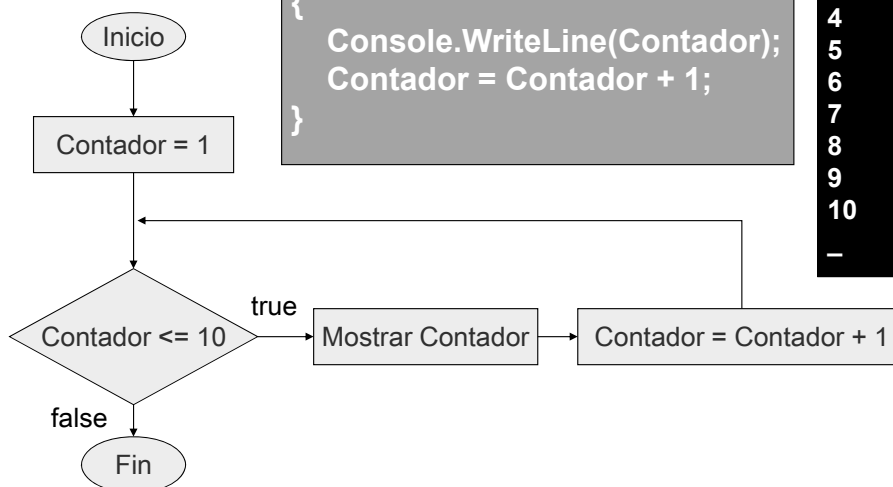 Inicio
Contador = 1
{
Console.WriteLine(Contador);
Contador = Contador + 1;
}
4
5
6
7
8
9
10
_
Contador <= 10
true
Mostrar Contador
Contador = Contador + 1
false
Fin